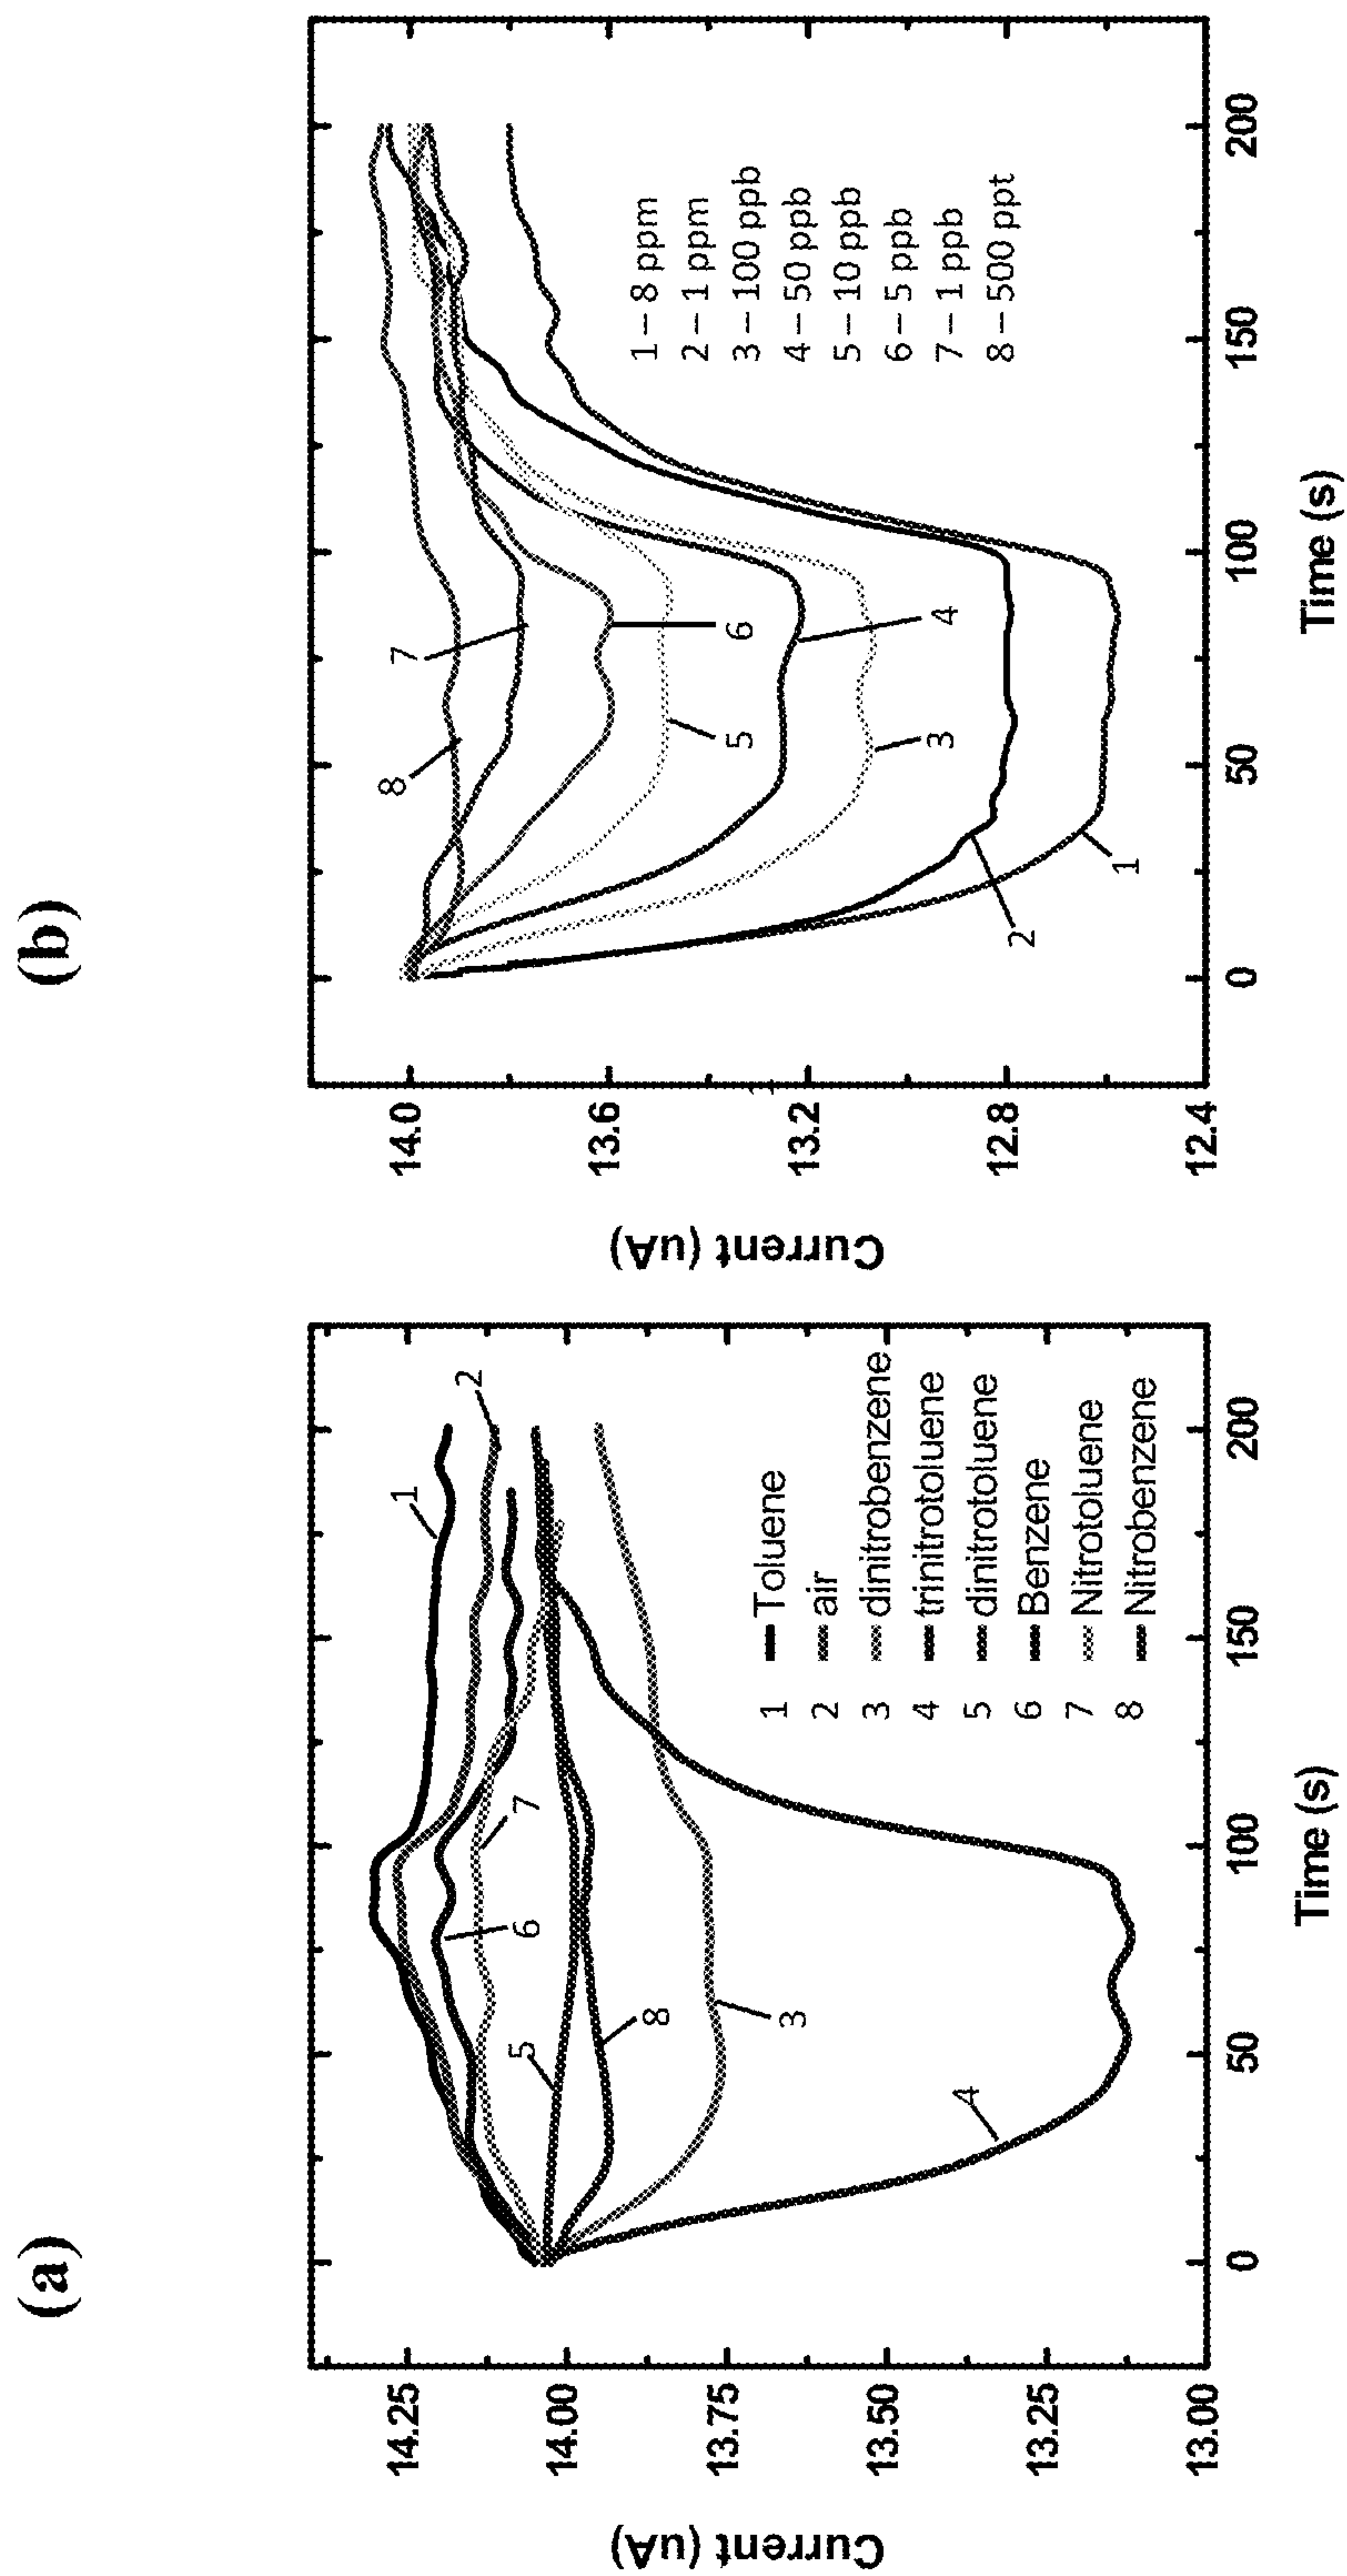 (a)
Current (uA)
14.25
14.00
13.75
13.50
13.25
13.00
0
50
100
150
200
Time (s)
1
2
3
4
5
6
7
8
1 Toluene
2 air
3 dinitrobenzene
4 trinitrotoluene
5 dinitrotoluene
6 Benzene
7 Nitrotoluene
8 Nitrobenzene
(b)
Current (uA)
14.0
13.6
13.2
12.8
12.4
0
50
100
150
200
Time (s)
1
2
3
4
5
6
7
8
1 – 8 ppm
2 – 1 ppm
3 – 100 ppb
4 – 50 ppb
5 – 10 ppb
6 – 5 ppb
7 – 1 ppb
8 – 500 ppt